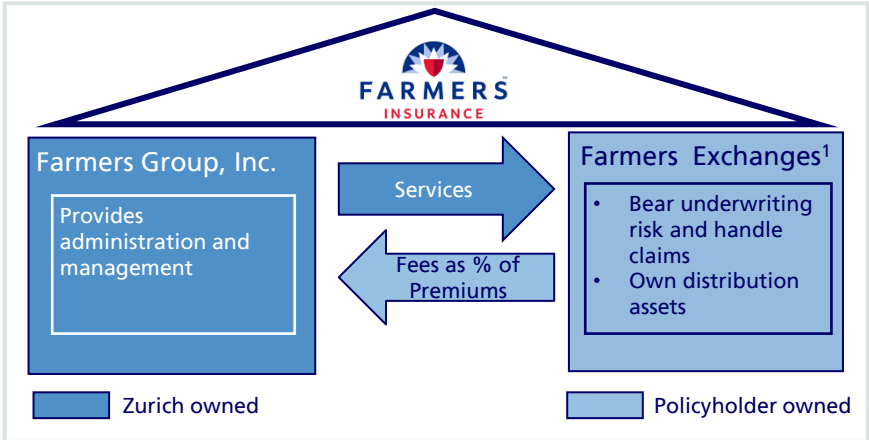 FARMERS™
INSURANCE
Farmers Group, Inc.
Provides
administration and
management
Services
Fees as % of
Premiums
Farmers Exchanges¹
• Bear underwriting
risk and handle
claims
• Own distribution
assets
Zurich owned
Policyholder owned